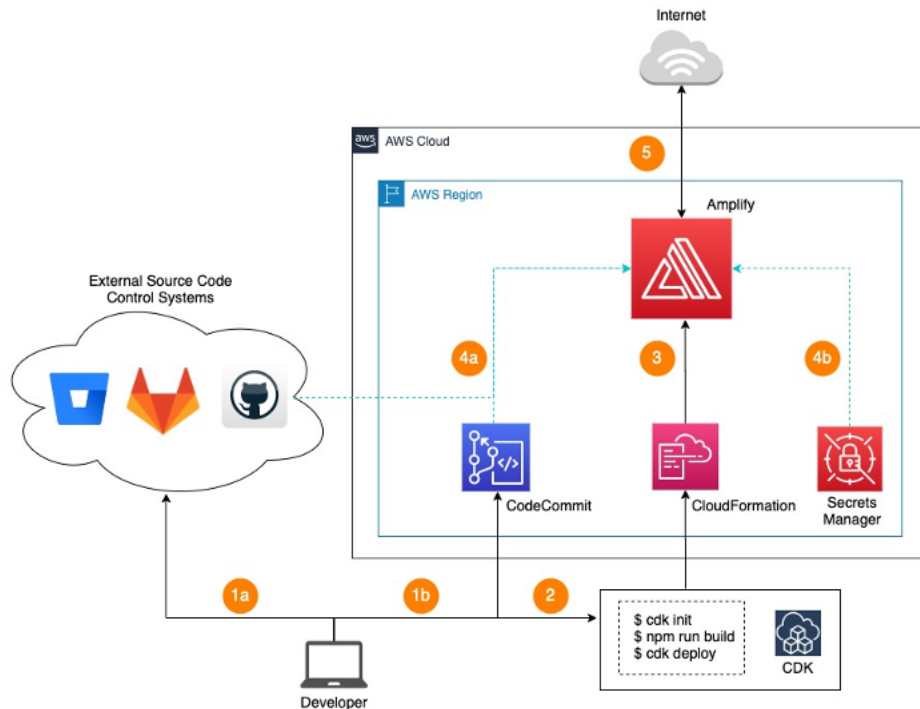 Internet
aws
AWS Cloud
5
AWS Region
Amplify
External Source Code
Control Systems
4a
3
4b
</>
CodeCommit
CloudFormation
Secrets
Manager
1a
1b
2
$ cdk init
$ npm run build
$ cdk deploy
CDK
Developer